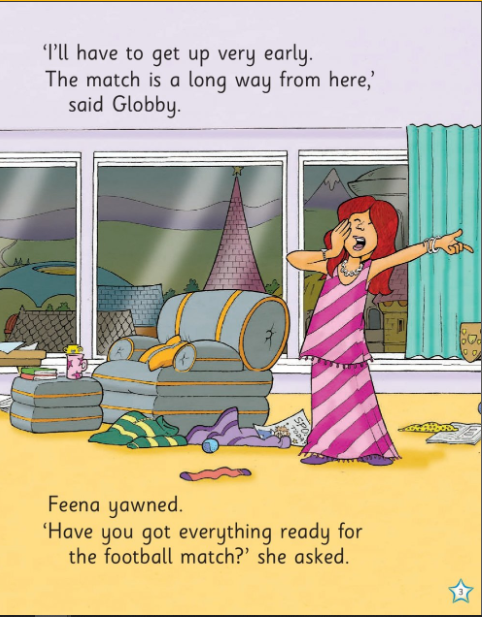 ‘I’ll have to get up very early.
The match is a long way from here,’
said Globby.
SPO
Feena yawned.
‘Have you got everything ready for
the football match?’ she asked.
3